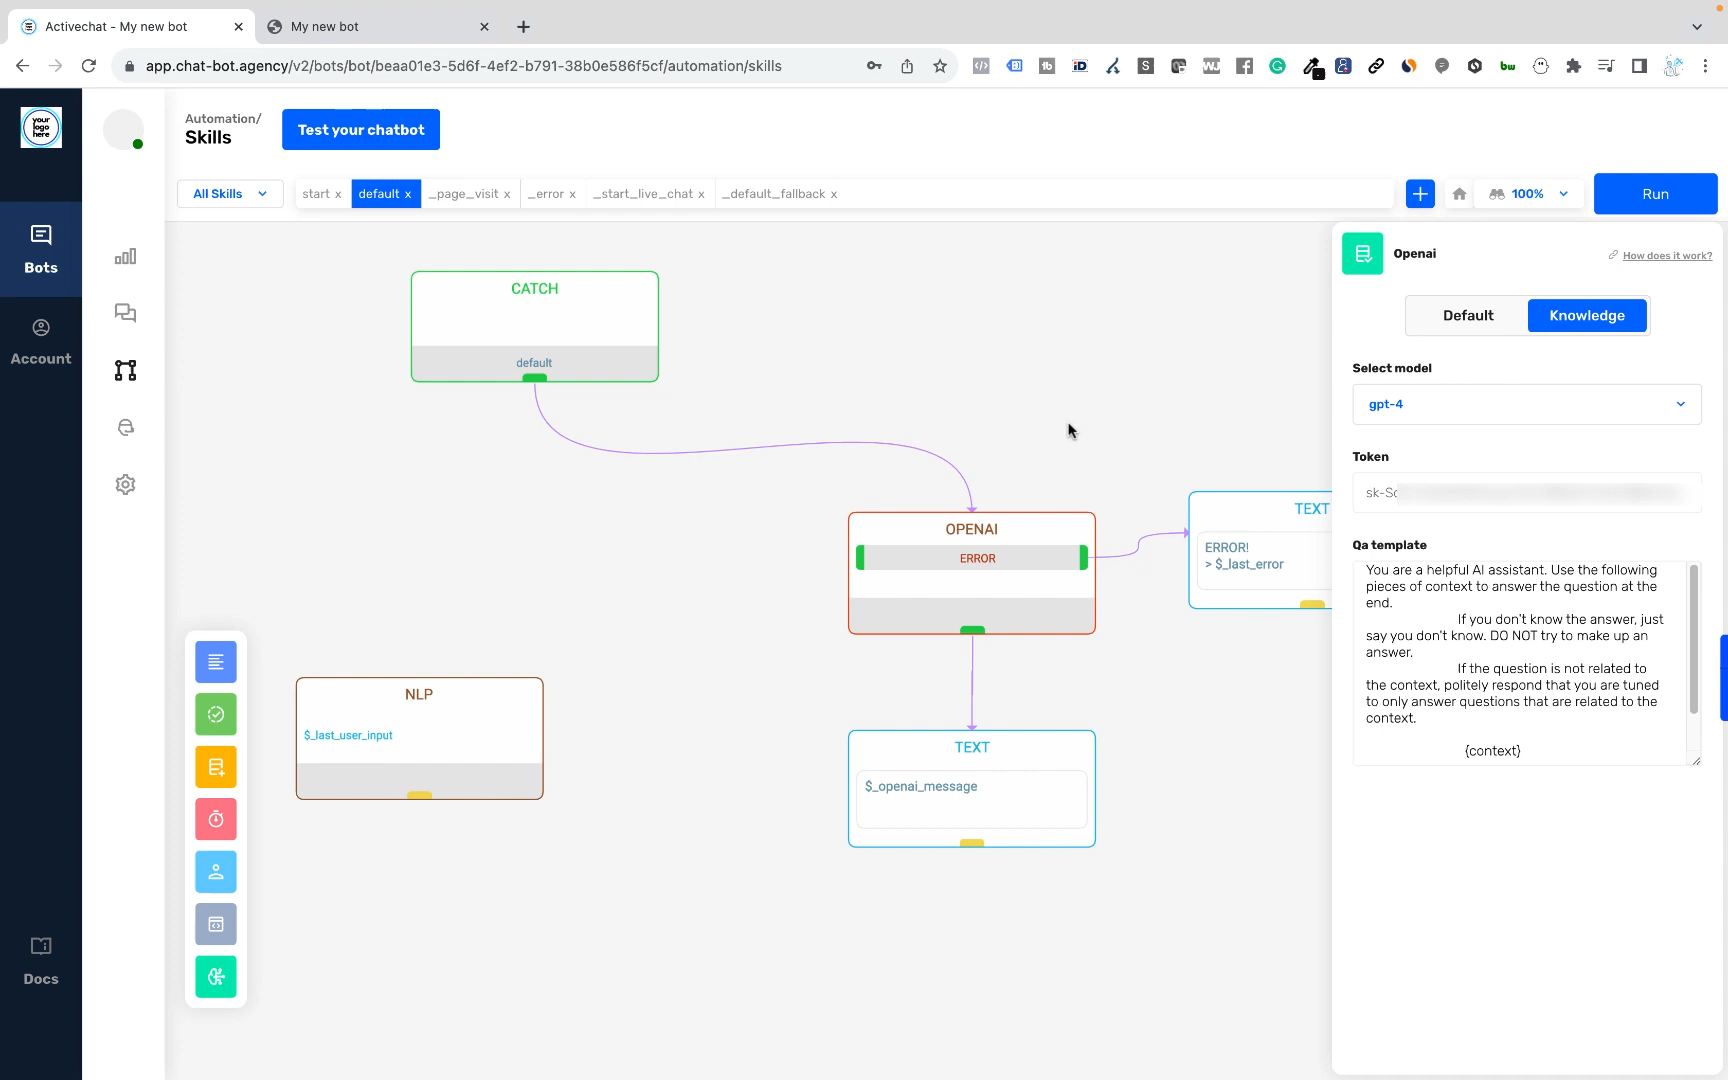 Activechat - My new bot
My new bot
app.chat-bot.agency/v2/bots/bot/beaa01e3-5d6f-4ef2-b791-38b0e586f5cf/automation/skills
your
logo
here
Automation/
Skills
Test your chatbot
All Skills
start x
default x
_page_visit x
_error x
_start_live_chat x
_default_fallback x
100%
Run
Bots
Account
Docs
CATCH
default
OPENAI
ERROR
TEXT
ERROR!
> $_last_error
NLP
$_last_user_input
TEXT
$_openai_message
Openai
How does it work?
Default
Knowledge
Select model
gpt-4
Token
Qa template
You are a helpful AI assistant. Use the following
pieces of context to answer the question at the
end.
If you don't know the answer, just
say you don't know. DO NOT try to make up an
answer.
If the question is not related to
the context, politely respond that you are tuned
to only answer questions that are related to the
context.
{context}